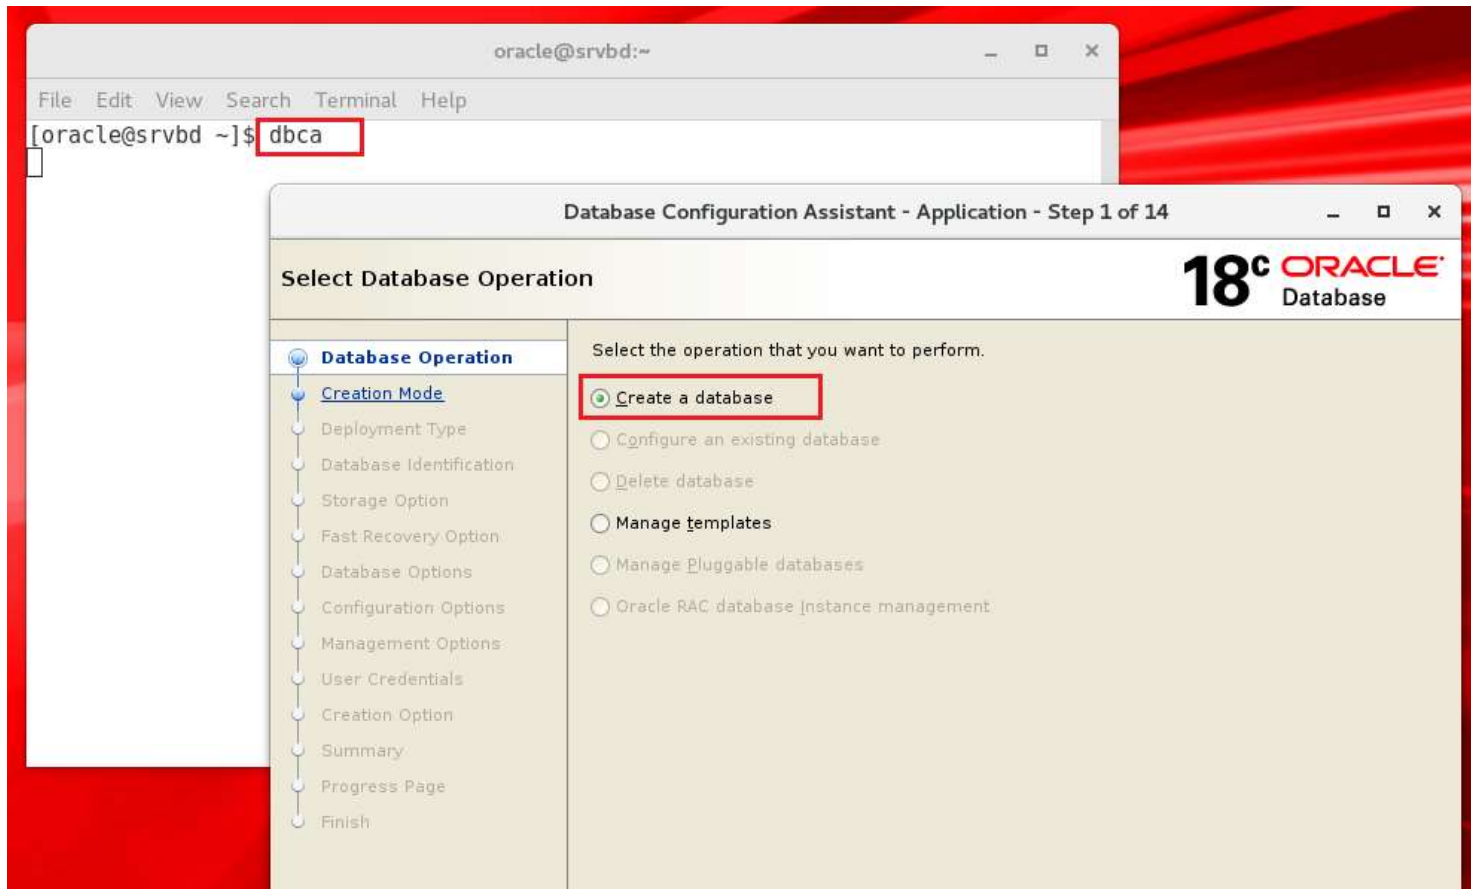 oracle@srvbd:~
File Edit View Search Terminal Help
[oracle@srvbd ~]$ dbca
Database Configuration Assistant - Application - Step 1 of 14
Select Database Operation
18c ORACLE
Database
Database Operation
Creation Mode
Deployment Type
Database Identification
Storage Option
Fast Recovery Option
Database Options
Configuration Options
Management Options
User Credentials
Creation Option
Summary
Progress Page
Finish
Select the operation that you want to perform.
Create a database
Configure an existing database
Delete database
Manage templates
Manage Pluggable databases
Oracle RAC database Instance management